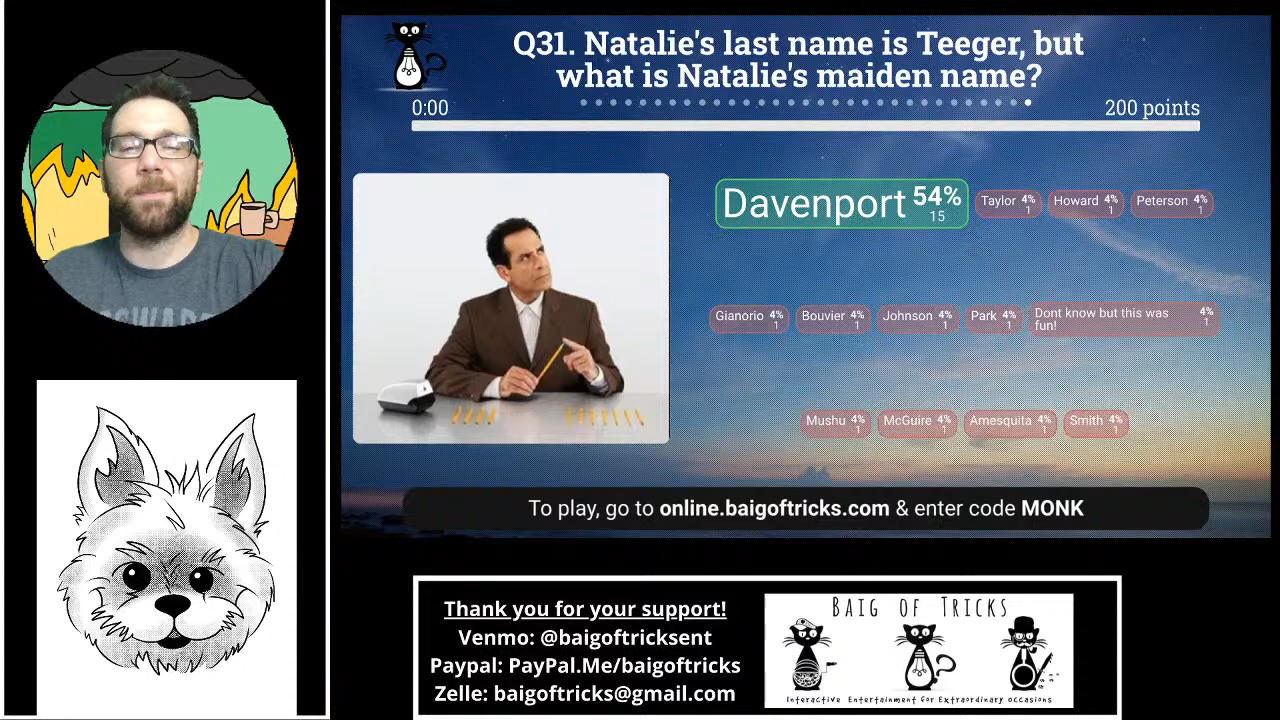 Q31. Natalie's last name is Teeger, but
what is Natalie's maiden name?
0:00
200 points
Davenport 54% 15
Taylor 4% 1
Howard 4% 1
Peterson 4% 1
Gianorio 4% 1
Bouvier 4% 1
Johnson 4% 1
Park 4% 1
Dont know but this was
fun!
4% 1
Mushu 4% 1
McGuire 4% 1
Amesquita 4% 1
Smith 4% 1
To play, go to online.baigoftricks.com & enter code MONK
Thank you for your support!
Venmo: @baigoftricksent
Paypal: PayPal.Me/baigoftricks
Zelle: baigoftricks@gmail.com
BAIG OF TRICKS
Interactive Entertainment for Extraordinary occasions